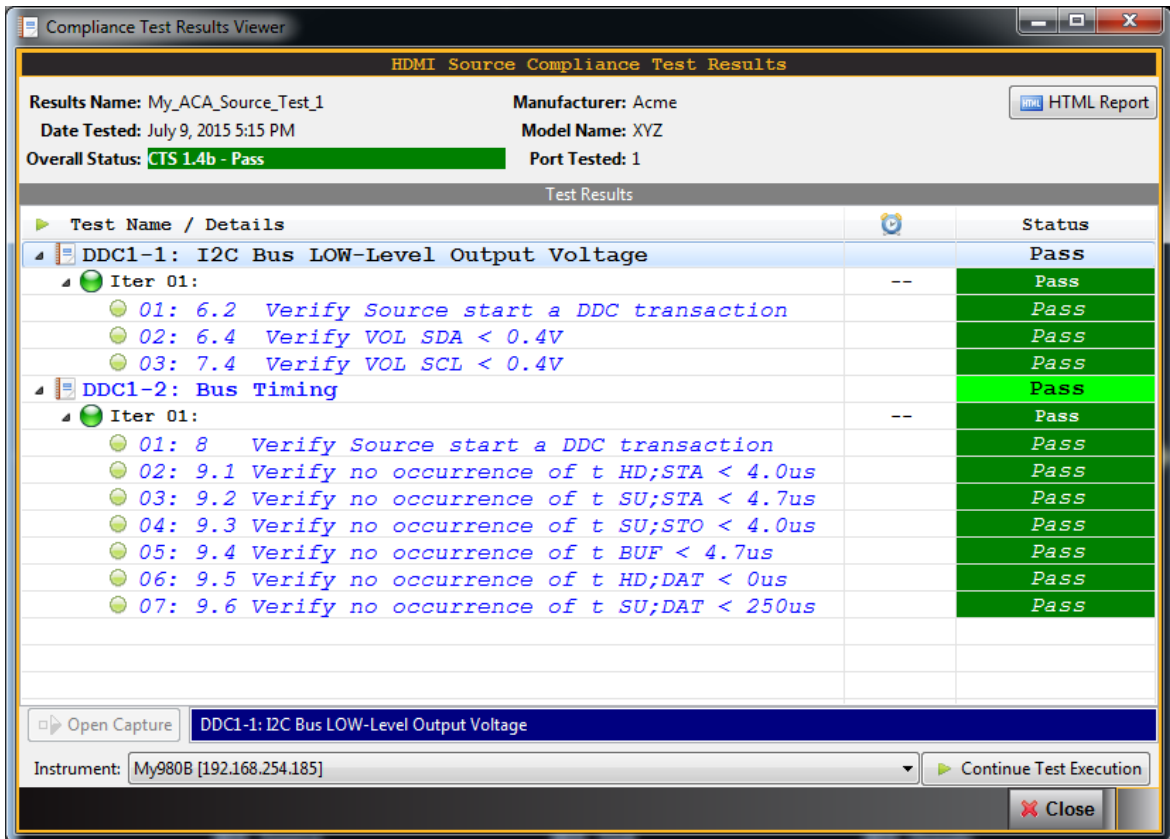 Compliance Test Results Viewer
HDMI Source Compliance Test Results
Results Name: My_ACA_Source_Test_1 Manufacturer: Acme HTML Report
Date Tested: July 9, 2015 5:15 PM Model Name: XYZ
Overall Status: CTS 1.4b - Pass Port Tested: 1
Test Results
Test Name / Details Status
DDC1-1: I2C Bus LOW-Level Output Voltage Pass
Iter 01: -- Pass
01: 6.2 Verify Source start a DDC transaction Pass
02: 6.4 Verify VOL SDA < 0.4V Pass
03: 7.4 Verify VOL SCL < 0.4V Pass
DDC1-2: Bus Timing Pass
Iter 01: -- Pass
01: 8 Verify Source start a DDC transaction Pass
02: 9.1 Verify no occurrence of t HD;STA < 4.0us Pass
03: 9.2 Verify no occurrence of t SU;STA < 4.7us Pass
04: 9.3 Verify no occurrence of t SU;STO < 4.0us Pass
05: 9.4 Verify no occurrence of t BUF < 4.7us Pass
06: 9.5 Verify no occurrence of t HD;DAT < 0us Pass
07: 9.6 Verify no occurrence of t SU;DAT < 250us Pass
Open Capture DDC1-1: I2C Bus LOW-Level Output Voltage
Instrument: My980B [192.168.254.185] Continue Test Execution
Close